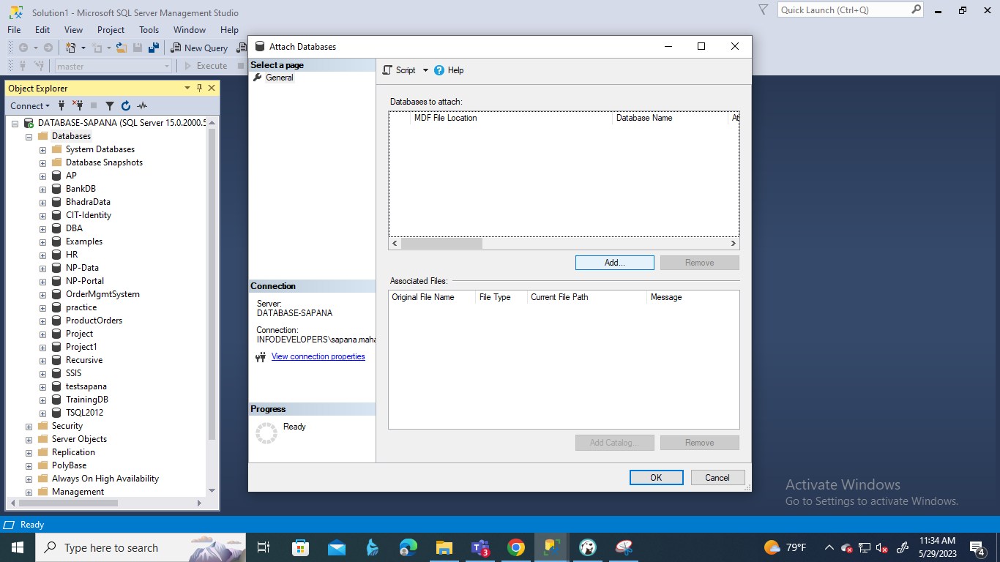 Solution1 - Microsoft SQL Server Management Studio
Quick Launch (Ctrl+Q)
File Edit View Project Tools Window Help
New Query
master
Execute
Object Explorer
Connect
DATABASE-SAPANA (SQL Server 15.0.2000.5
Databases
System Databases
Database Snapshots
AP
BankDB
BhadraData
CIT-Identity
DBA
Examples
HR
NP-Data
NP-Portal
OrderMgmtSystem
practice
ProductOrders
Project
Project1
Recursive
SSIS
testsapana
TrainingDB
TSQL2012
Security
Server Objects
Replication
PolyBase
Always On High Availability
Management
Attach Databases
Select a page
General
Connection
Server:
DATABASE-SAPANA
Connection:
INFODEVELOPERS\sapana.maha
View connection properties
Progress
Ready
Script Help
Databases to attach:
MDF File Location Database Name At
Add... Remove
Associated Files:
Original File Name File Type Current File Path Message
Add Catalog... Remove
OK Cancel
Activate Windows
Go to Settings to activate Windows.
Ready
Type here to search
3
79°F
11:34 AM
5/29/2023
4